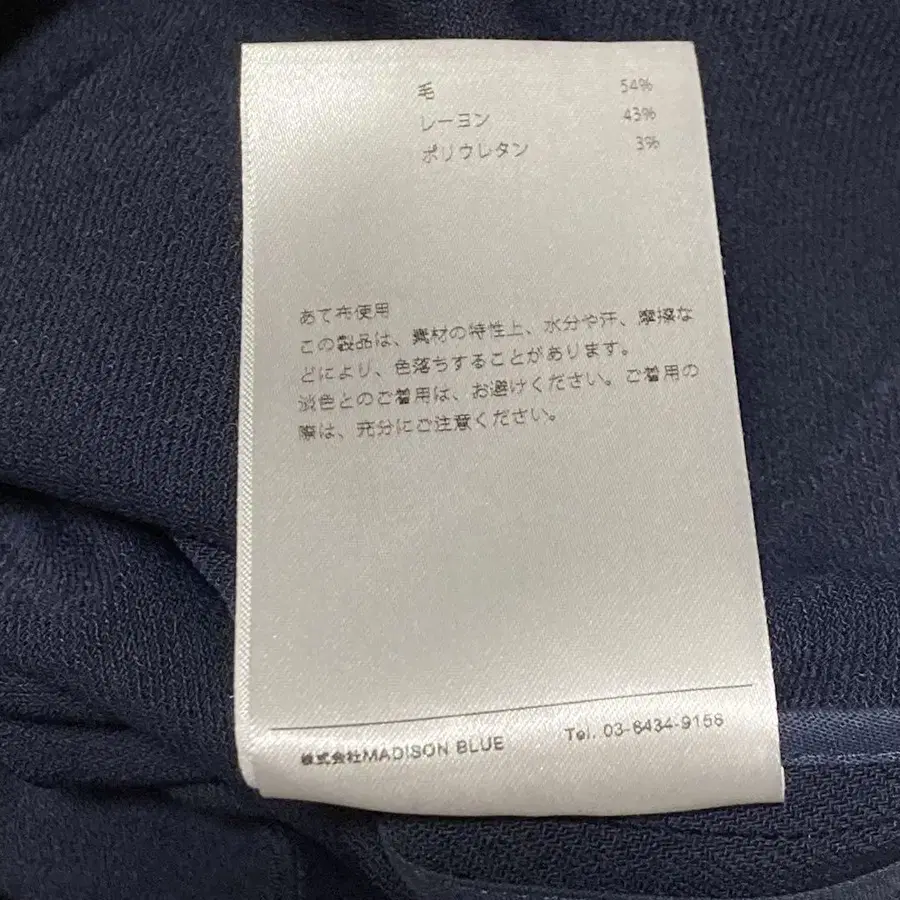 毛 54%
レーヨン 43%
ポリウレタン 3%
あて布使用
この製品は、素材の特性上、水分や汗、摩擦な
どにより、色落ちすることがあります。
淡色とのご着用は、お避けください。ご着用の
際は、充分にご注意ください。
株式会社MADISON BLUE Tel. 03-6434-9156